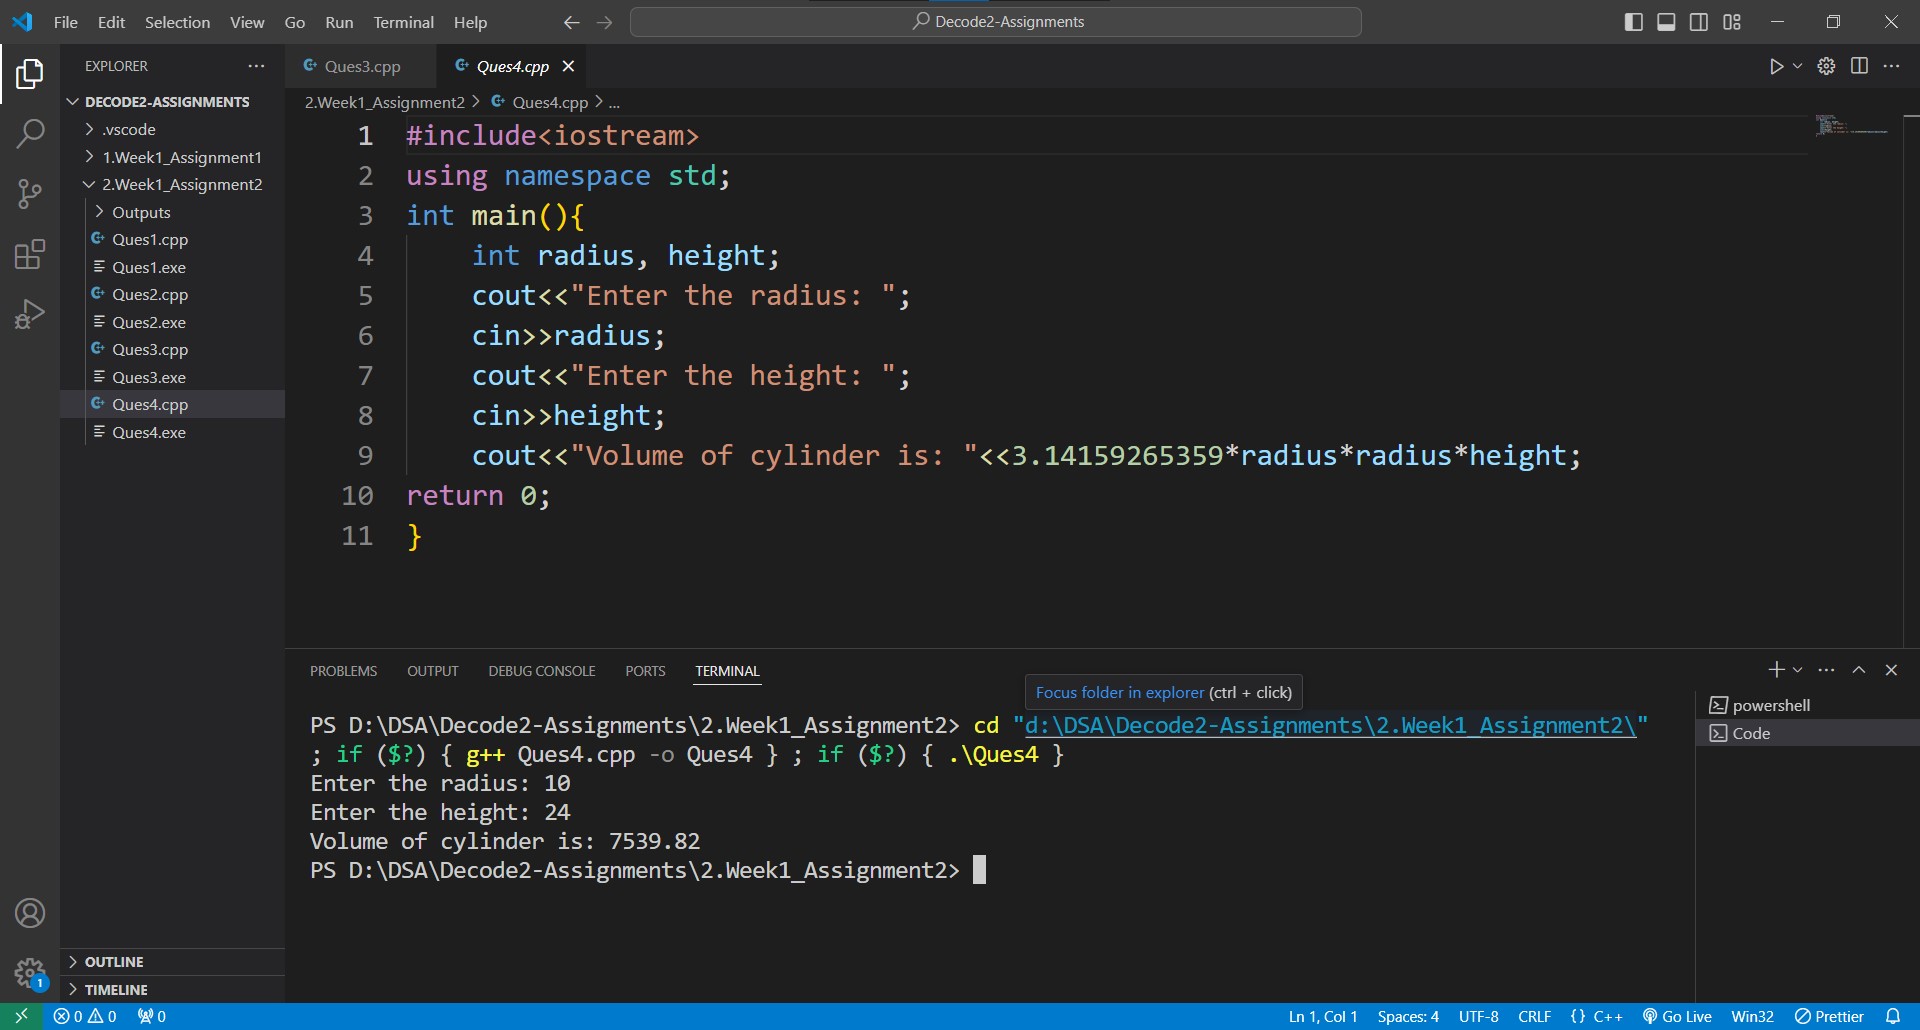 File Edit Selection View Go Run Terminal Help
Decode2-Assignments
EXPLORER
DECODE2-ASSIGNMENTS
.vscode
1.Week1_Assignment1
2.Week1_Assignment2
Outputs
Ques1.cpp
Ques1.exe
Ques2.cpp
Ques2.exe
Ques3.cpp
Ques3.exe
Ques4.cpp
Ques4.exe
OUTLINE
TIMELINE
Ques3.cpp Ques4.cpp
2.Week1_Assignment2 > Ques4.cpp > ...
1 #include<iostream>
2 using namespace std;
3 int main(){
4 int radius, height;
5 cout<<"Enter the radius: ";
6 cin>>radius;
7 cout<<"Enter the height: ";
8 cin>>height;
9 cout<<"Volume of cylinder is: "<<3.14159265359*radius*radius*height;
10 return 0;
11 }
PROBLEMS OUTPUT DEBUG CONSOLE PORTS TERMINAL
Focus folder in explorer (ctrl + click)
PS D:\DSA\Decode2-Assignments\2.Week1_Assignment2> cd "d:\DSA\Decode2-Assignments\2.Week1_Assignment2\"
; if ($?) { g++ Ques4.cpp -o Ques4 } ; if ($?) { .\Ques4 }
Enter the radius: 10
Enter the height: 24
Volume of cylinder is: 7539.82
PS D:\DSA\Decode2-Assignments\2.Week1_Assignment2>
powershell
Code
1
0 0 0
Ln 1, Col 1 Spaces: 4 UTF-8 CRLF {} C++ Go Live Win32 Prettier